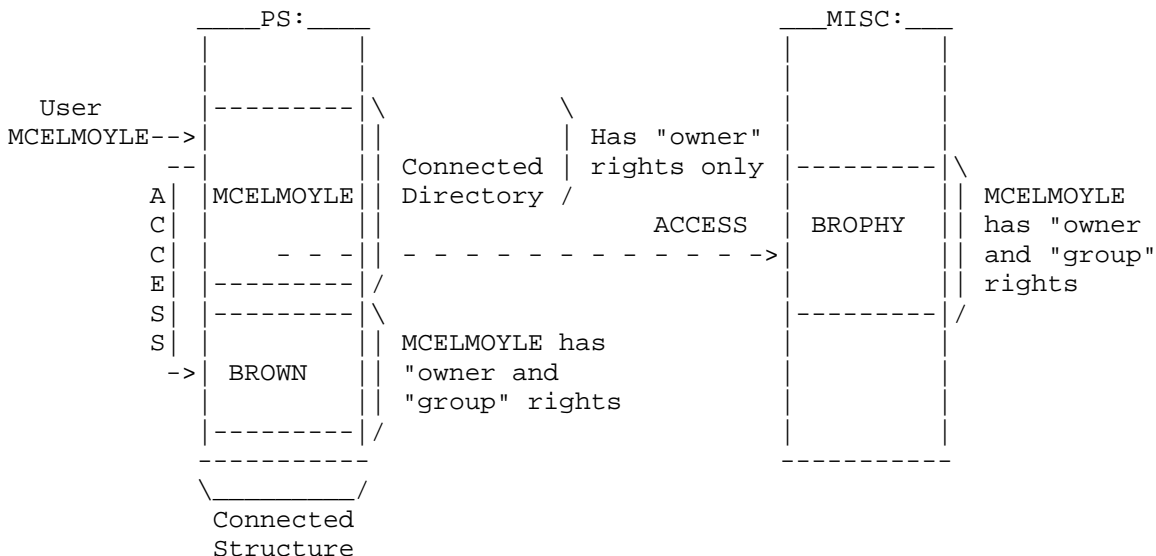 PS: MISC:
User
MCELMOYLE--> Has "owner"
Connected rights only
A MCELMOYLE Directory MCELMOYLE
C ACCESS BROPHY has "owner
C and "group"
E rights
S
S MCELMOYLE has
-> BROWN "owner and
"group" rights
Connected
Structure